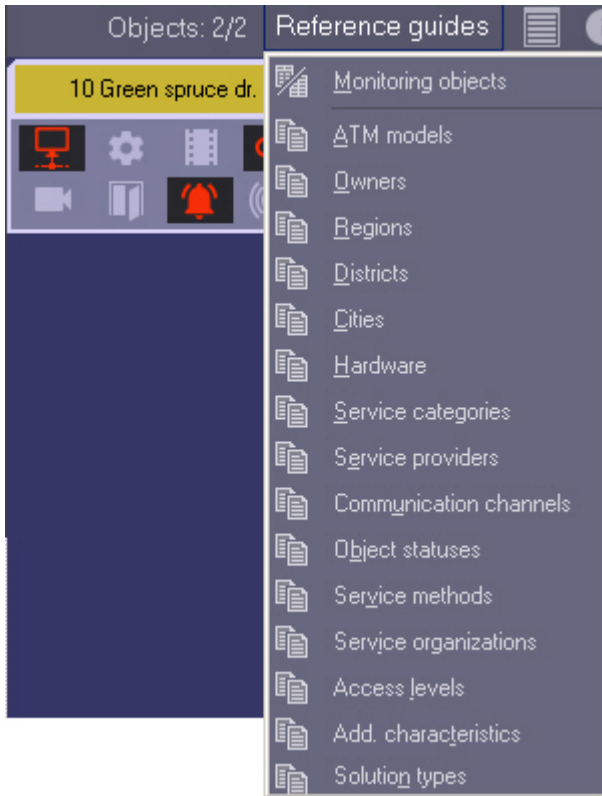 Objects: 2/2 Reference guides
10 Green spruce dr.
Monitoring objects
ATM models
Owners
Regions
Districts
Cities
Hardware
Service categories
Service providers
Communication channels
Object statuses
Service methods
Service organizations
Access levels
Add. characteristics
Solution types